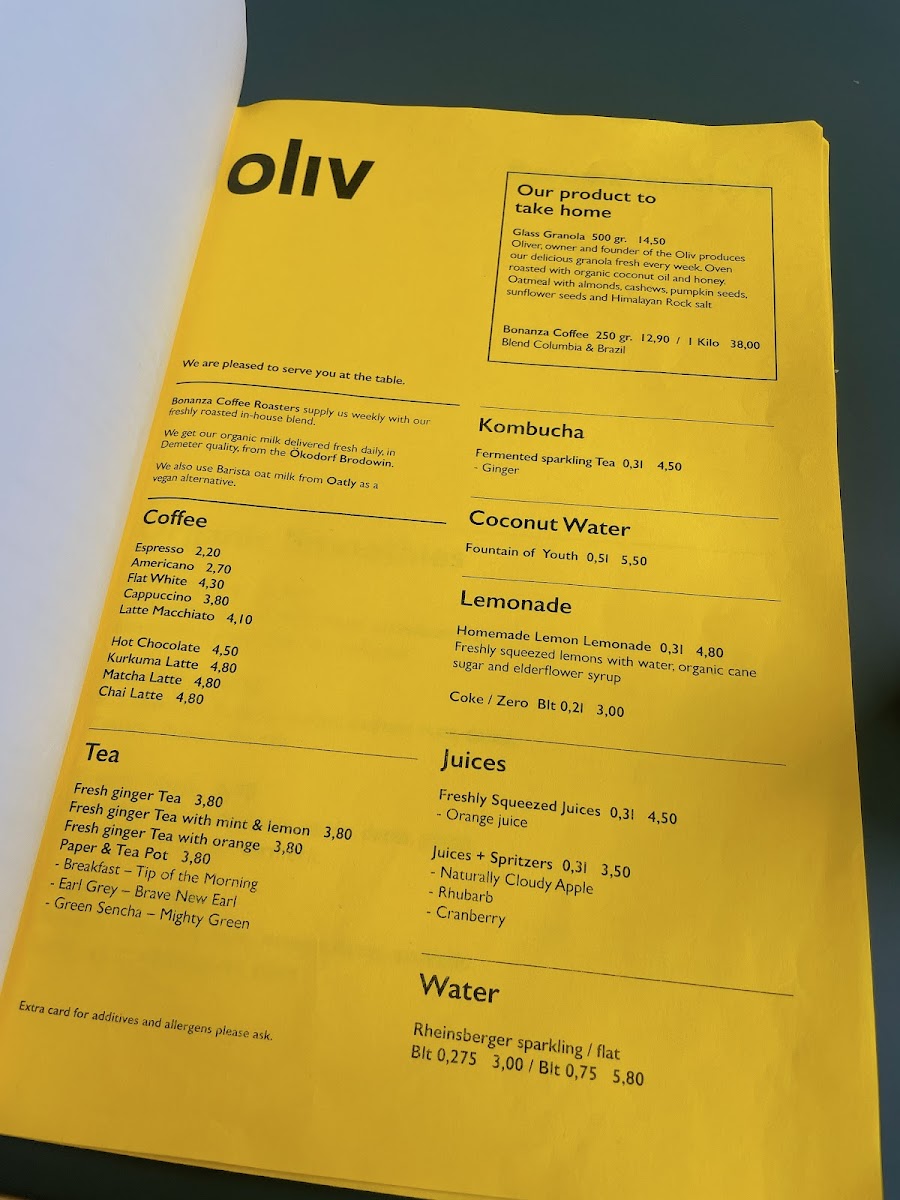 oliv
We are pleased to serve you at the table.
Bonanza Coffee Roasters supply us weekly with our
freshly roasted in-house blend.
We get our organic milk delivered fresh daily, in
Demeter quality, from the Ökodorf Brodowin.
We also use Barista oat milk from Oatly as a
vegan alternative.
Coffee
Espresso 2,20
Americano 2,70
Flat White 4,30
Cappuccino 3,80
Latte Macchiato 4,10
Hot Chocolate 4,50
Kurkuma Latte 4,80
Matcha Latte 4,80
Chai Latte 4,80
Tea
Fresh ginger Tea 3,80
Fresh ginger Tea with mint & lemon 3,80
Fresh ginger Tea with orange 3,80
Paper & Tea Pot 3,80
- Breakfast – Tip of the Morning
- Earl Grey – Brave New Earl
- Green Sencha – Mighty Green
Extra card for additives and allergens please ask.
Our product to
take home
Glass Granola 500 gr. 14,50
Oliver, owner and founder of the Oliv produces
our delicious granola fresh every week. Oven
roasted with organic coconut oil and honey.
Oatmeal with almonds, cashews, pumpkin seeds,
sunflower seeds and Himalayan Rock salt
Bonanza Coffee 250 gr. 12,90 / 1 Kilo 38,00
Blend Columbia & Brazil
Kombucha
Fermented sparkling Tea 0,3l 4,50
- Ginger
Coconut Water
Fountain of Youth 0,5l 5,50
Lemonade
Homemade Lemon Lemonade 0,3l 4,80
Freshly squeezed lemons with water, organic cane
sugar and elderflower syrup
Coke / Zero Blt 0,2l 3,00
Juices
Freshly Squeezed Juices 0,3l 4,50
- Orange juice
Juices + Spritzers 0,3l 3,50
- Naturally Cloudy Apple
- Rhubarb
- Cranberry
Water
Rheinsberger sparkling / flat
Blt 0,275 3,00 / Blt 0,75 5,80